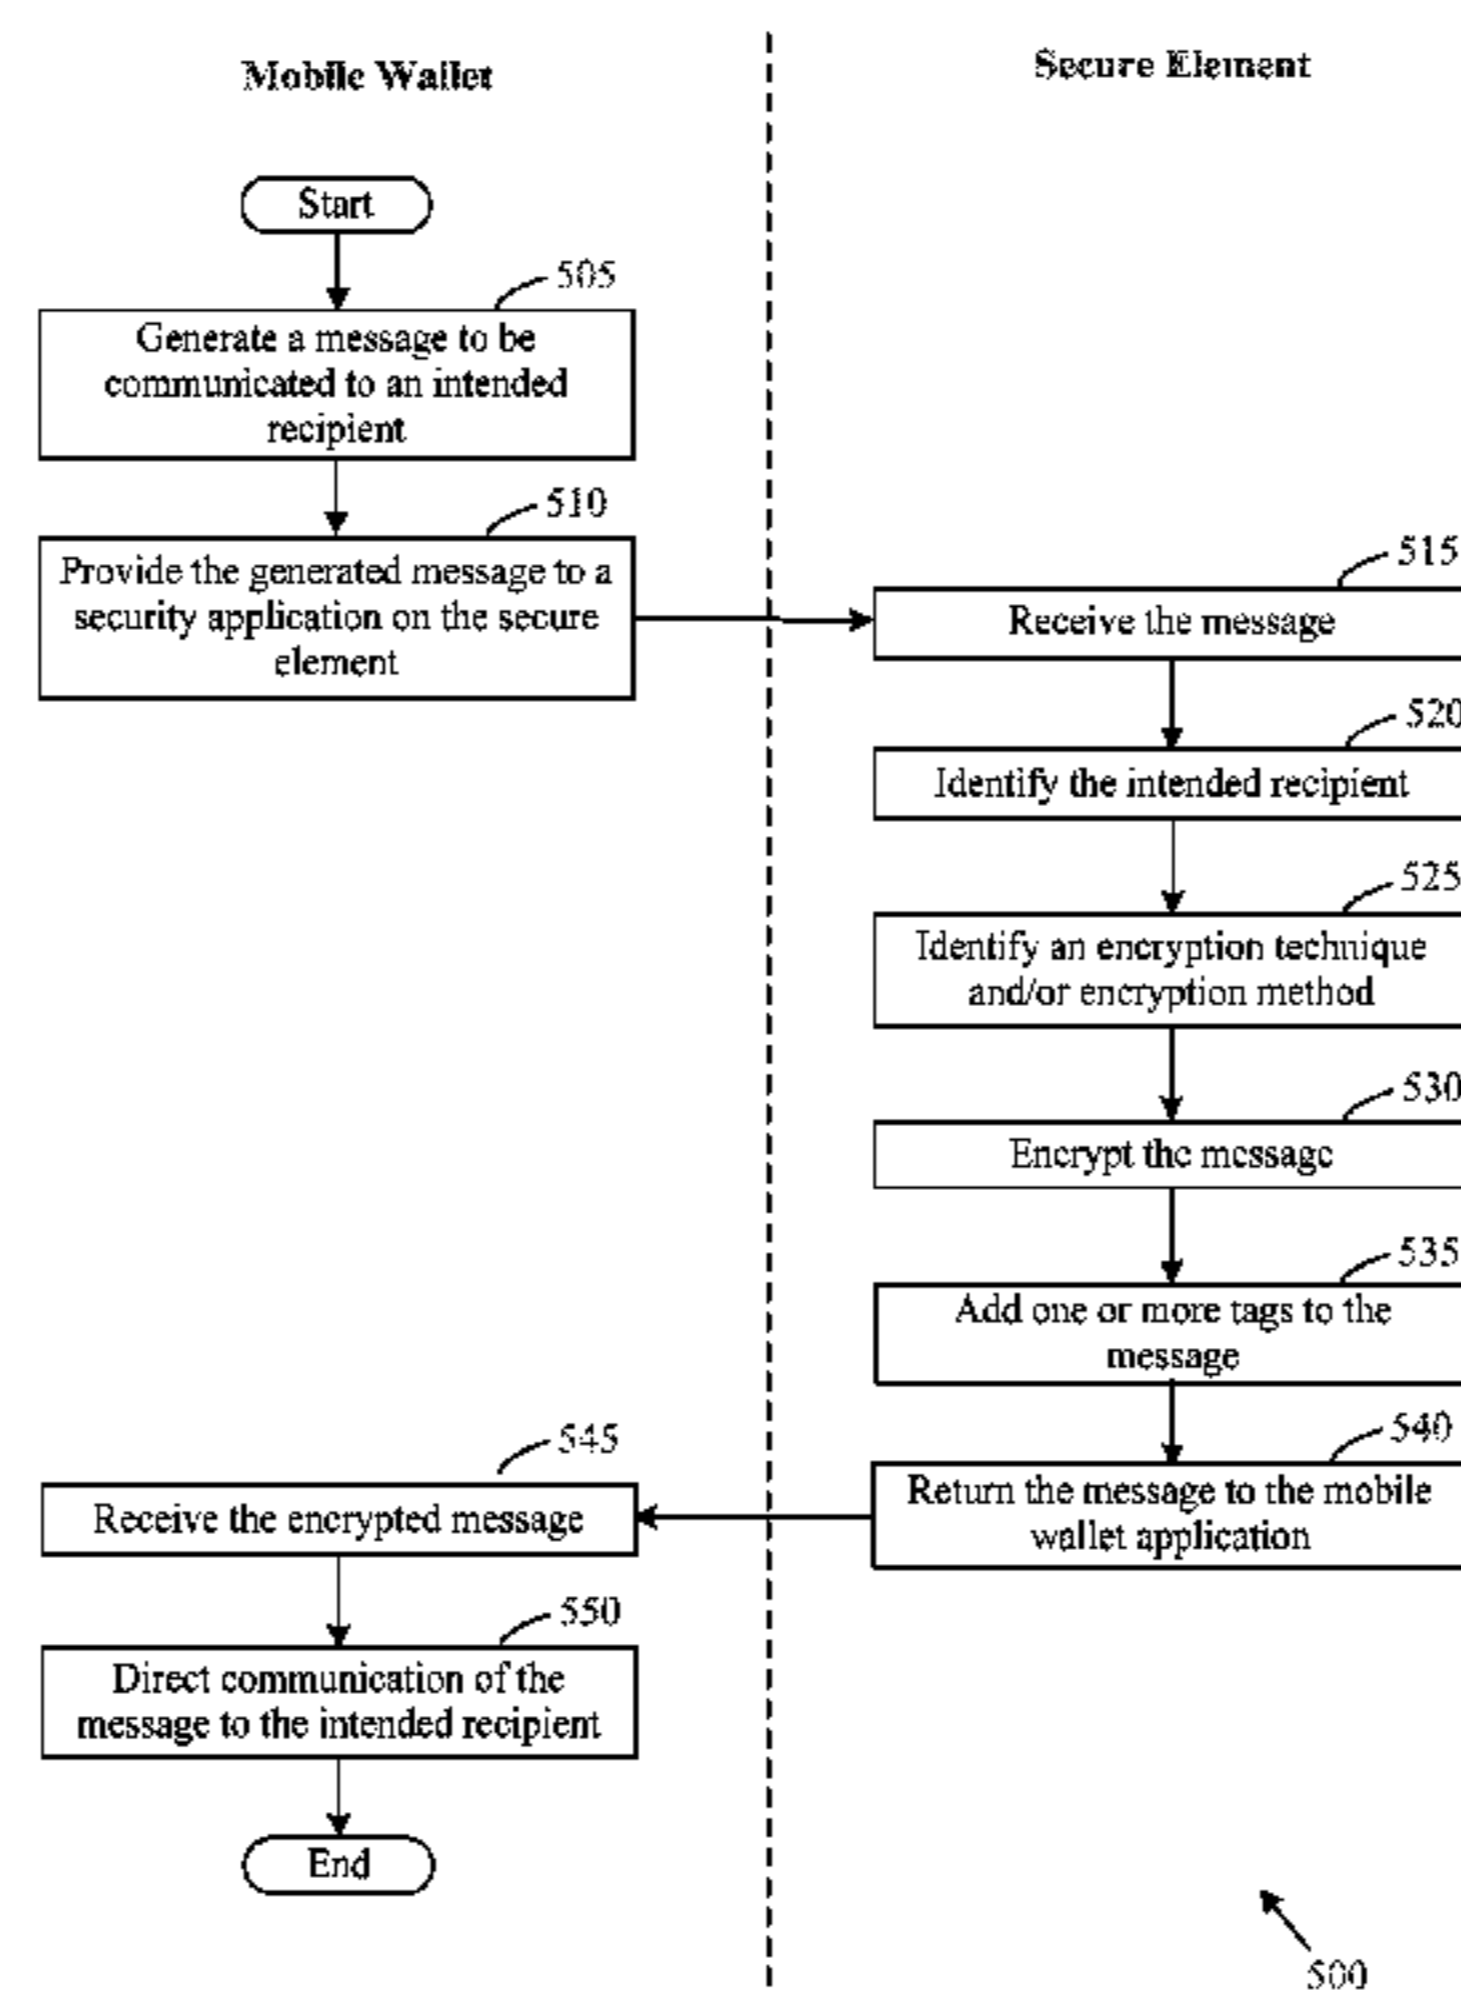 Mobile Wallet
Secure Element
Start
505
Generate a message to be
communicated to an intended
recipient
510
Provide the generated message to a
security application on the secure
element
515
Receive the message
520
Identify the intended recipient
525
Identify an encryption technique
and/or encryption method
530
Encrypt the message
535
Add one or more tags to the
message
540
Return the message to the mobile
wallet application
545
Receive the encrypted message
550
Direct communication of the
message to the intended recipient
End
500